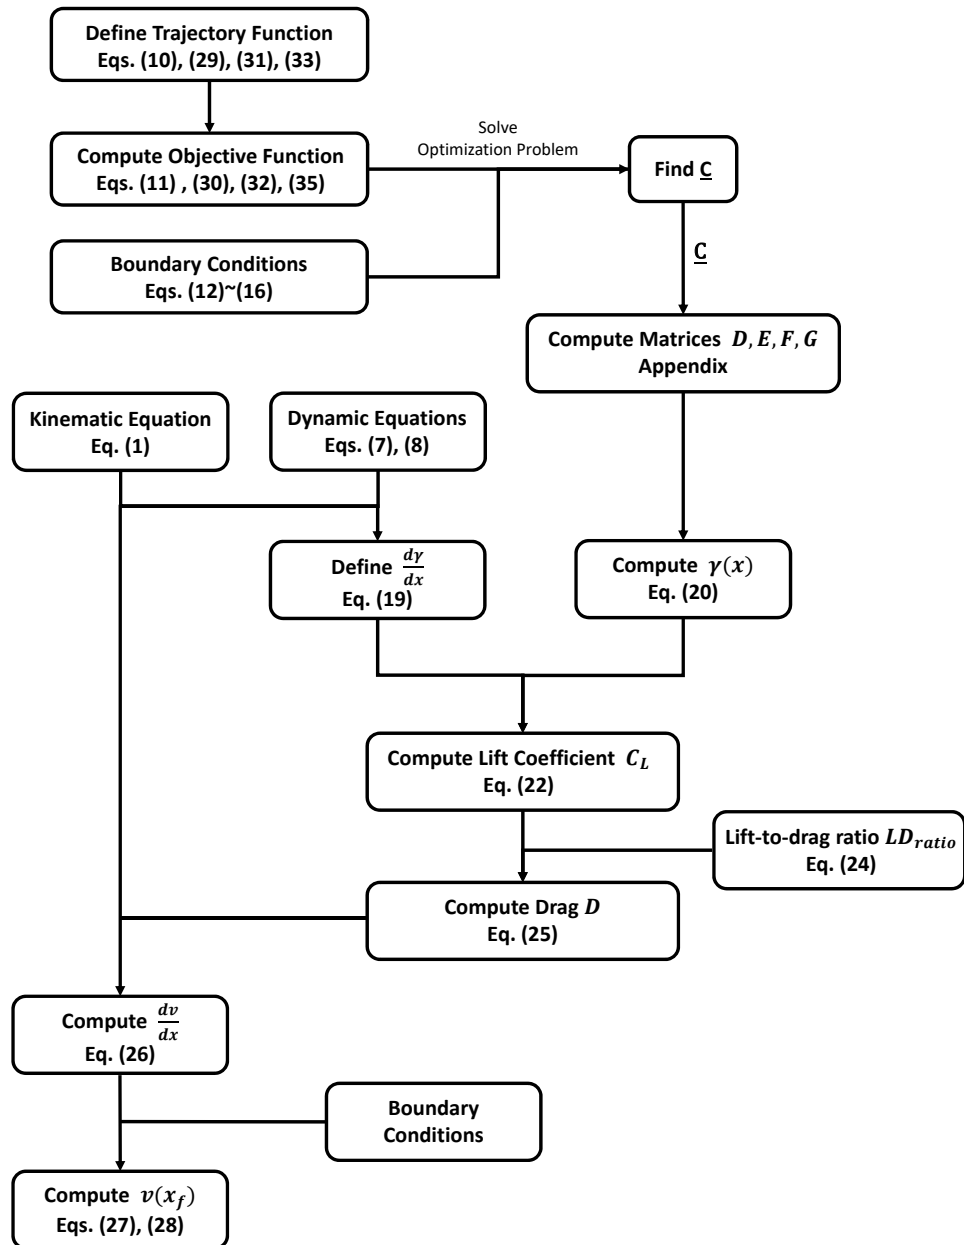 Define Trajectory Function
Eqs. (10), (29), (31), (33)
Compute Objective Function
Eqs. (11) , (30), (32), (35)
Solve
Optimization Problem
Find C
Boundary Conditions
Eqs. (12)~(16)
C
Compute Matrices D, E, F, G
Appendix
Kinematic Equation
Eq. (1)
Dynamic Equations
Eqs. (7), (8)
Define dγ/dx
Eq. (19)
Compute γ(x)
Eq. (20)
Compute Lift Coefficient C_L
Eq. (22)
Lift-to-drag ratio LD_ratio
Eq. (24)
Compute Drag D
Eq. (25)
Compute dv/dx
Eq. (26)
Boundary
Conditions
Compute v(x_f)
Eqs. (27), (28)